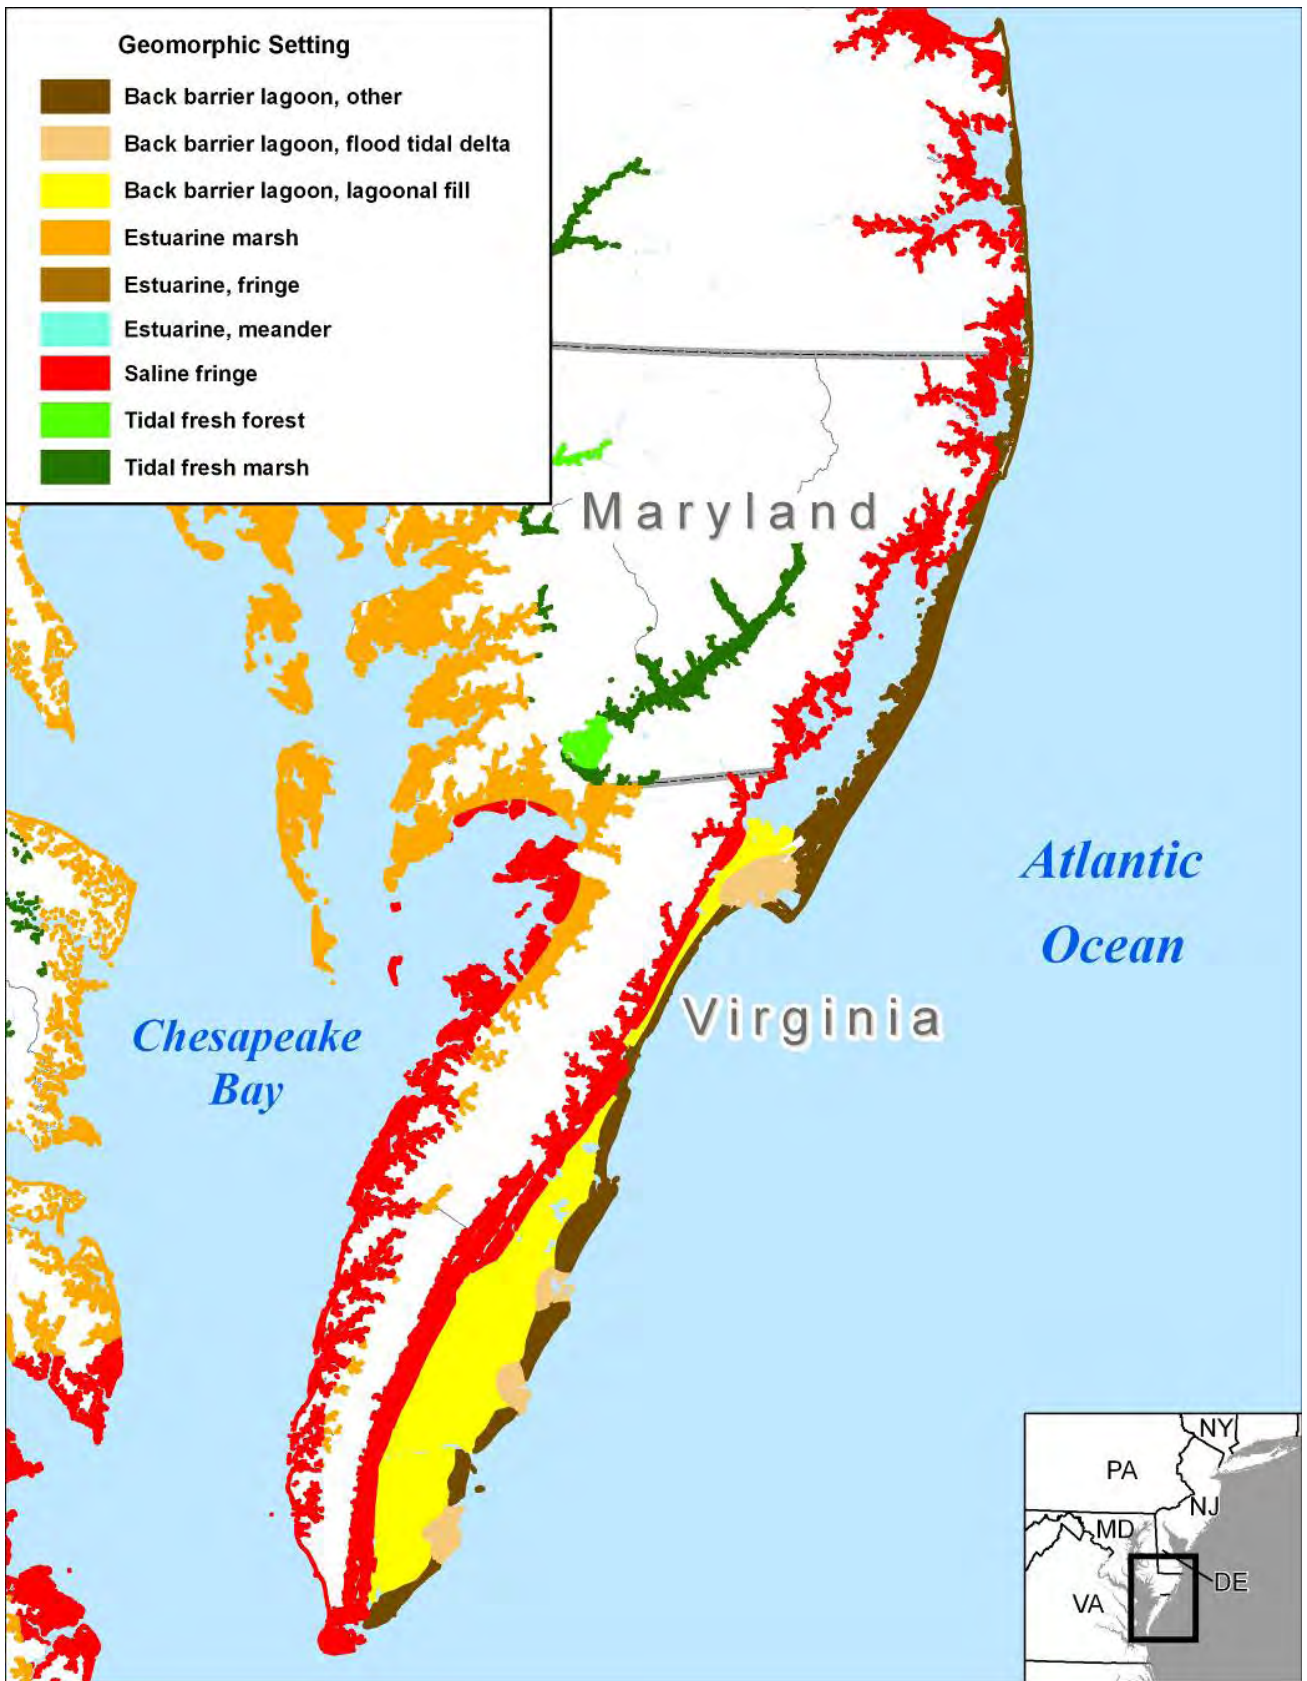 Geomorphic Setting
Back barrier lagoon, other
Back barrier lagoon, flood tidal delta
Back barrier lagoon, lagoonal fill
Estuarine marsh
Estuarine, fringe
Estuarine, meander
Saline fringe
Tidal fresh forest
Tidal fresh marsh
Maryland
Atlantic
Ocean
Virginia
Chesapeake
Bay
NY
PA
NJ
MD
DE
VA